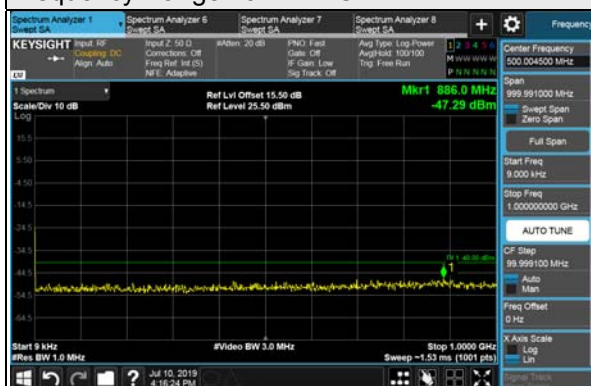 Spectrum Analyzer 1
Swept SA
Spectrum Analyzer 6
Swept SA
Spectrum Analyzer 7
Swept SA
Spectrum Analyzer 8
Swept SA
+
Frequency
KEYSIGHT
Input: RF
Coupling: DC
Align: Auto
Input Z: 50 Ω
Corrections: Off
Freq Ref: Int (S)
NFE: Adaptive
#Atten: 20 dB
PNO: Fast
Gate: Off
IF Gain: Low
Sig Track: Off
Avg Type: Log-Power
Avg|Hold: 100/100
Trig: Free Run
1 2 3 4 5 6
M W W W W W
P N N N N N
LXI
1 Spectrum
Scale/Div 10 dB
Log
Ref Lvl Offset 15.50 dB
Ref Level 25.50 dBm
Mkr1 886.0 MHz
-47.29 dBm
15.5
5.50
-4.50
-14.5
-24.5
-34.5
-44.5
-54.5
-64.5
1
Start 9 kHz
#Res BW 1.0 MHz
#Video BW 3.0 MHz
Stop 1.0000 GHz
Sweep ~1.53 ms (1001 pts)
Center Frequency
500.004500 MHz
Span
999.991000 MHz
Swept Span
Zero Span
Full Span
Start Freq
9.000 kHz
Stop Freq
1.000000000 GHz
AUTO TUNE
CF Step
99.999100 MHz
Auto
Man
Freq Offset
0 Hz
X Axis Scale
Log
Lin
Signal Track
?
Jul 10, 2019
4:16:24 PM